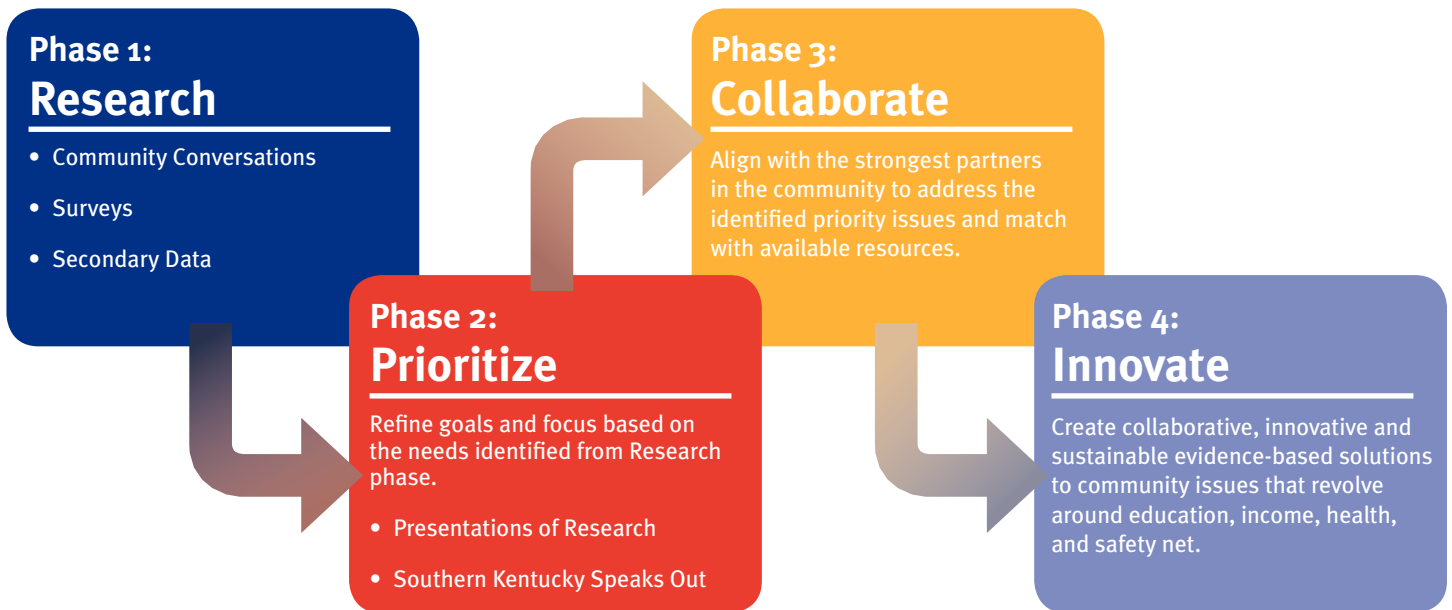 Phase 1:
Research
• Community Conversations
• Surveys
• Secondary Data
Phase 2:
Prioritize
Refine goals and focus based on
the needs identified from Research
phase.
• Presentations of Research
• Southern Kentucky Speaks Out
Phase 3:
Collaborate
Align with the strongest partners
in the community to address the
identified priority issues and match
with available resources.
Phase 4:
Innovate
Create collaborative, innovative and
sustainable evidence-based solutions
to community issues that revolve
around education, income, health,
and safety net.